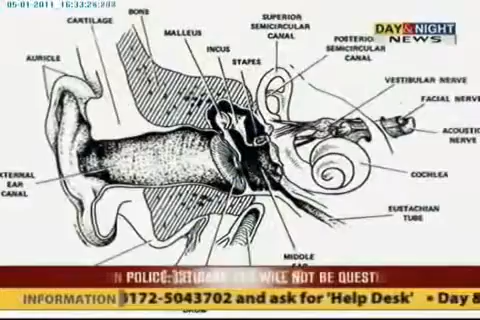 05-01-2011 16:33:26:
BONE
CARTILAGE
SUPERIOR
SEMICIRCULAR
CANAL
DAY&NIGHT
NEWS
MALLEUS
POSTERIO
SEMICIRCULAR
CANAL
INCUS
AURICLE
STAPES
VESTIBULAR NERVE
FACIAL NERVE
ACOUSTIC
NERVE
EXTERNAL
EAR
CANAL
COCHLEA
EUSTACHIAN
TUBE
MIDDLE
N POLICE: WILL NOT BE QUESTI
INFORMATION 0172-5043702 and ask for 'Help Desk' • Day &